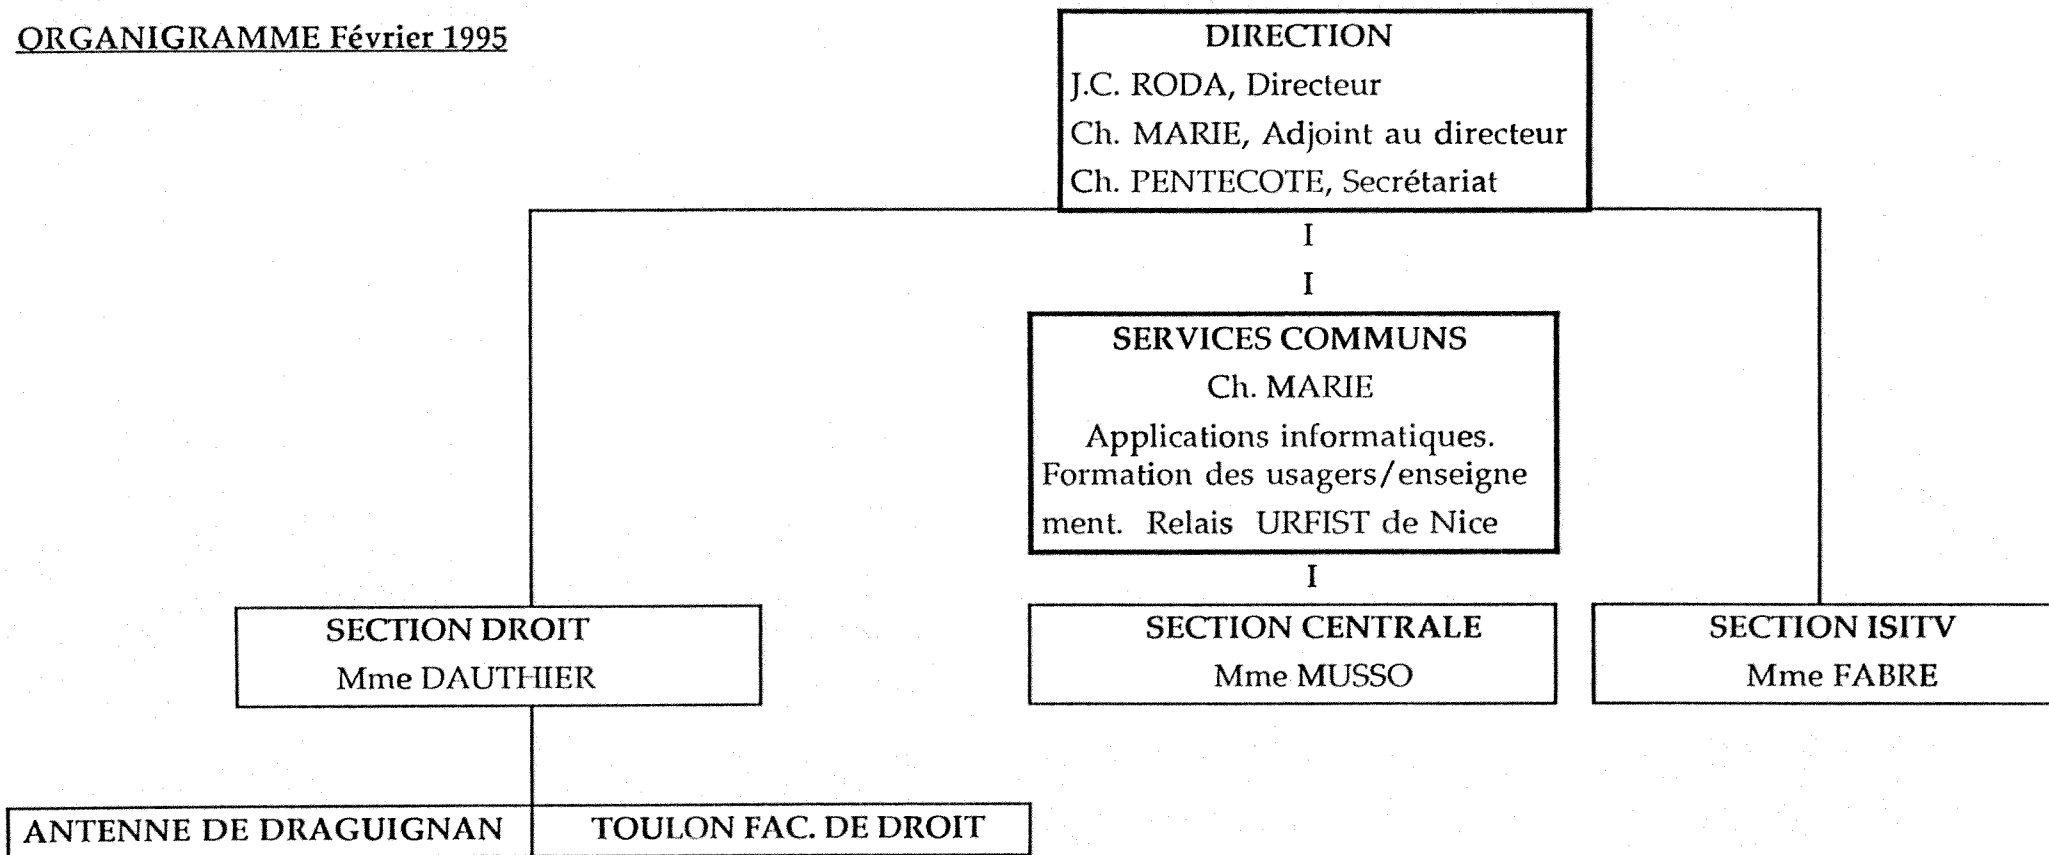 ORGANIGRAMME Février 1995
DIRECTION
J.C. RODA, Directeur
Ch. MARIE, Adjoint au directeur
Ch. PENTECOTE, Secrétariat
I
I
SERVICES COMMUNS
Ch. MARIE
Applications informatiques.
Formation des usagers/enseigne
ment. Relais URFIST de Nice
I
SECTION DROIT
Mme DAUTHIER
SECTION CENTRALE
Mme MUSSO
SECTION ISITV
Mme FABRE
ANTENNE DE DRAGUIGNAN
TOULON FAC. DE DROIT